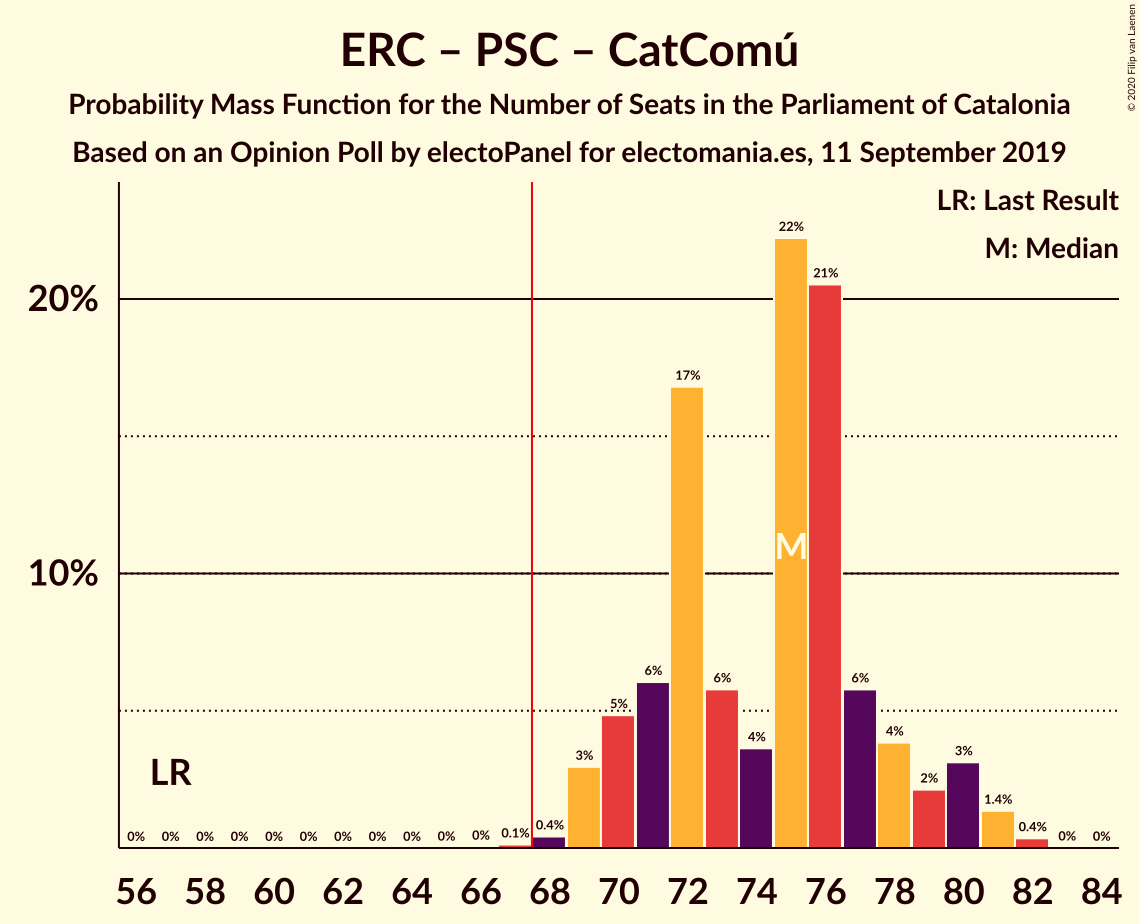 ERC – PSC – CatComú
Probability Mass Function for the Number of Seats in the Parliament of Catalonia
Based on an Opinion Poll by electoPanel for electomania.es, 11 September 2019
© 2020 Filip van Laenen
LR: Last Result
M: Median
22%
21%
20%
17%
M
10%
6% 6% 6%
5%
4% 4%
3% 3%
2%
LR
1.4%
0% 0% 0% 0% 0% 0% 0% 0% 0% 0% 0% 0.1% 0.4% 0.4% 0% 0%
56 58 60 62 64 66 68 70 72 74 76 78 80 82 84